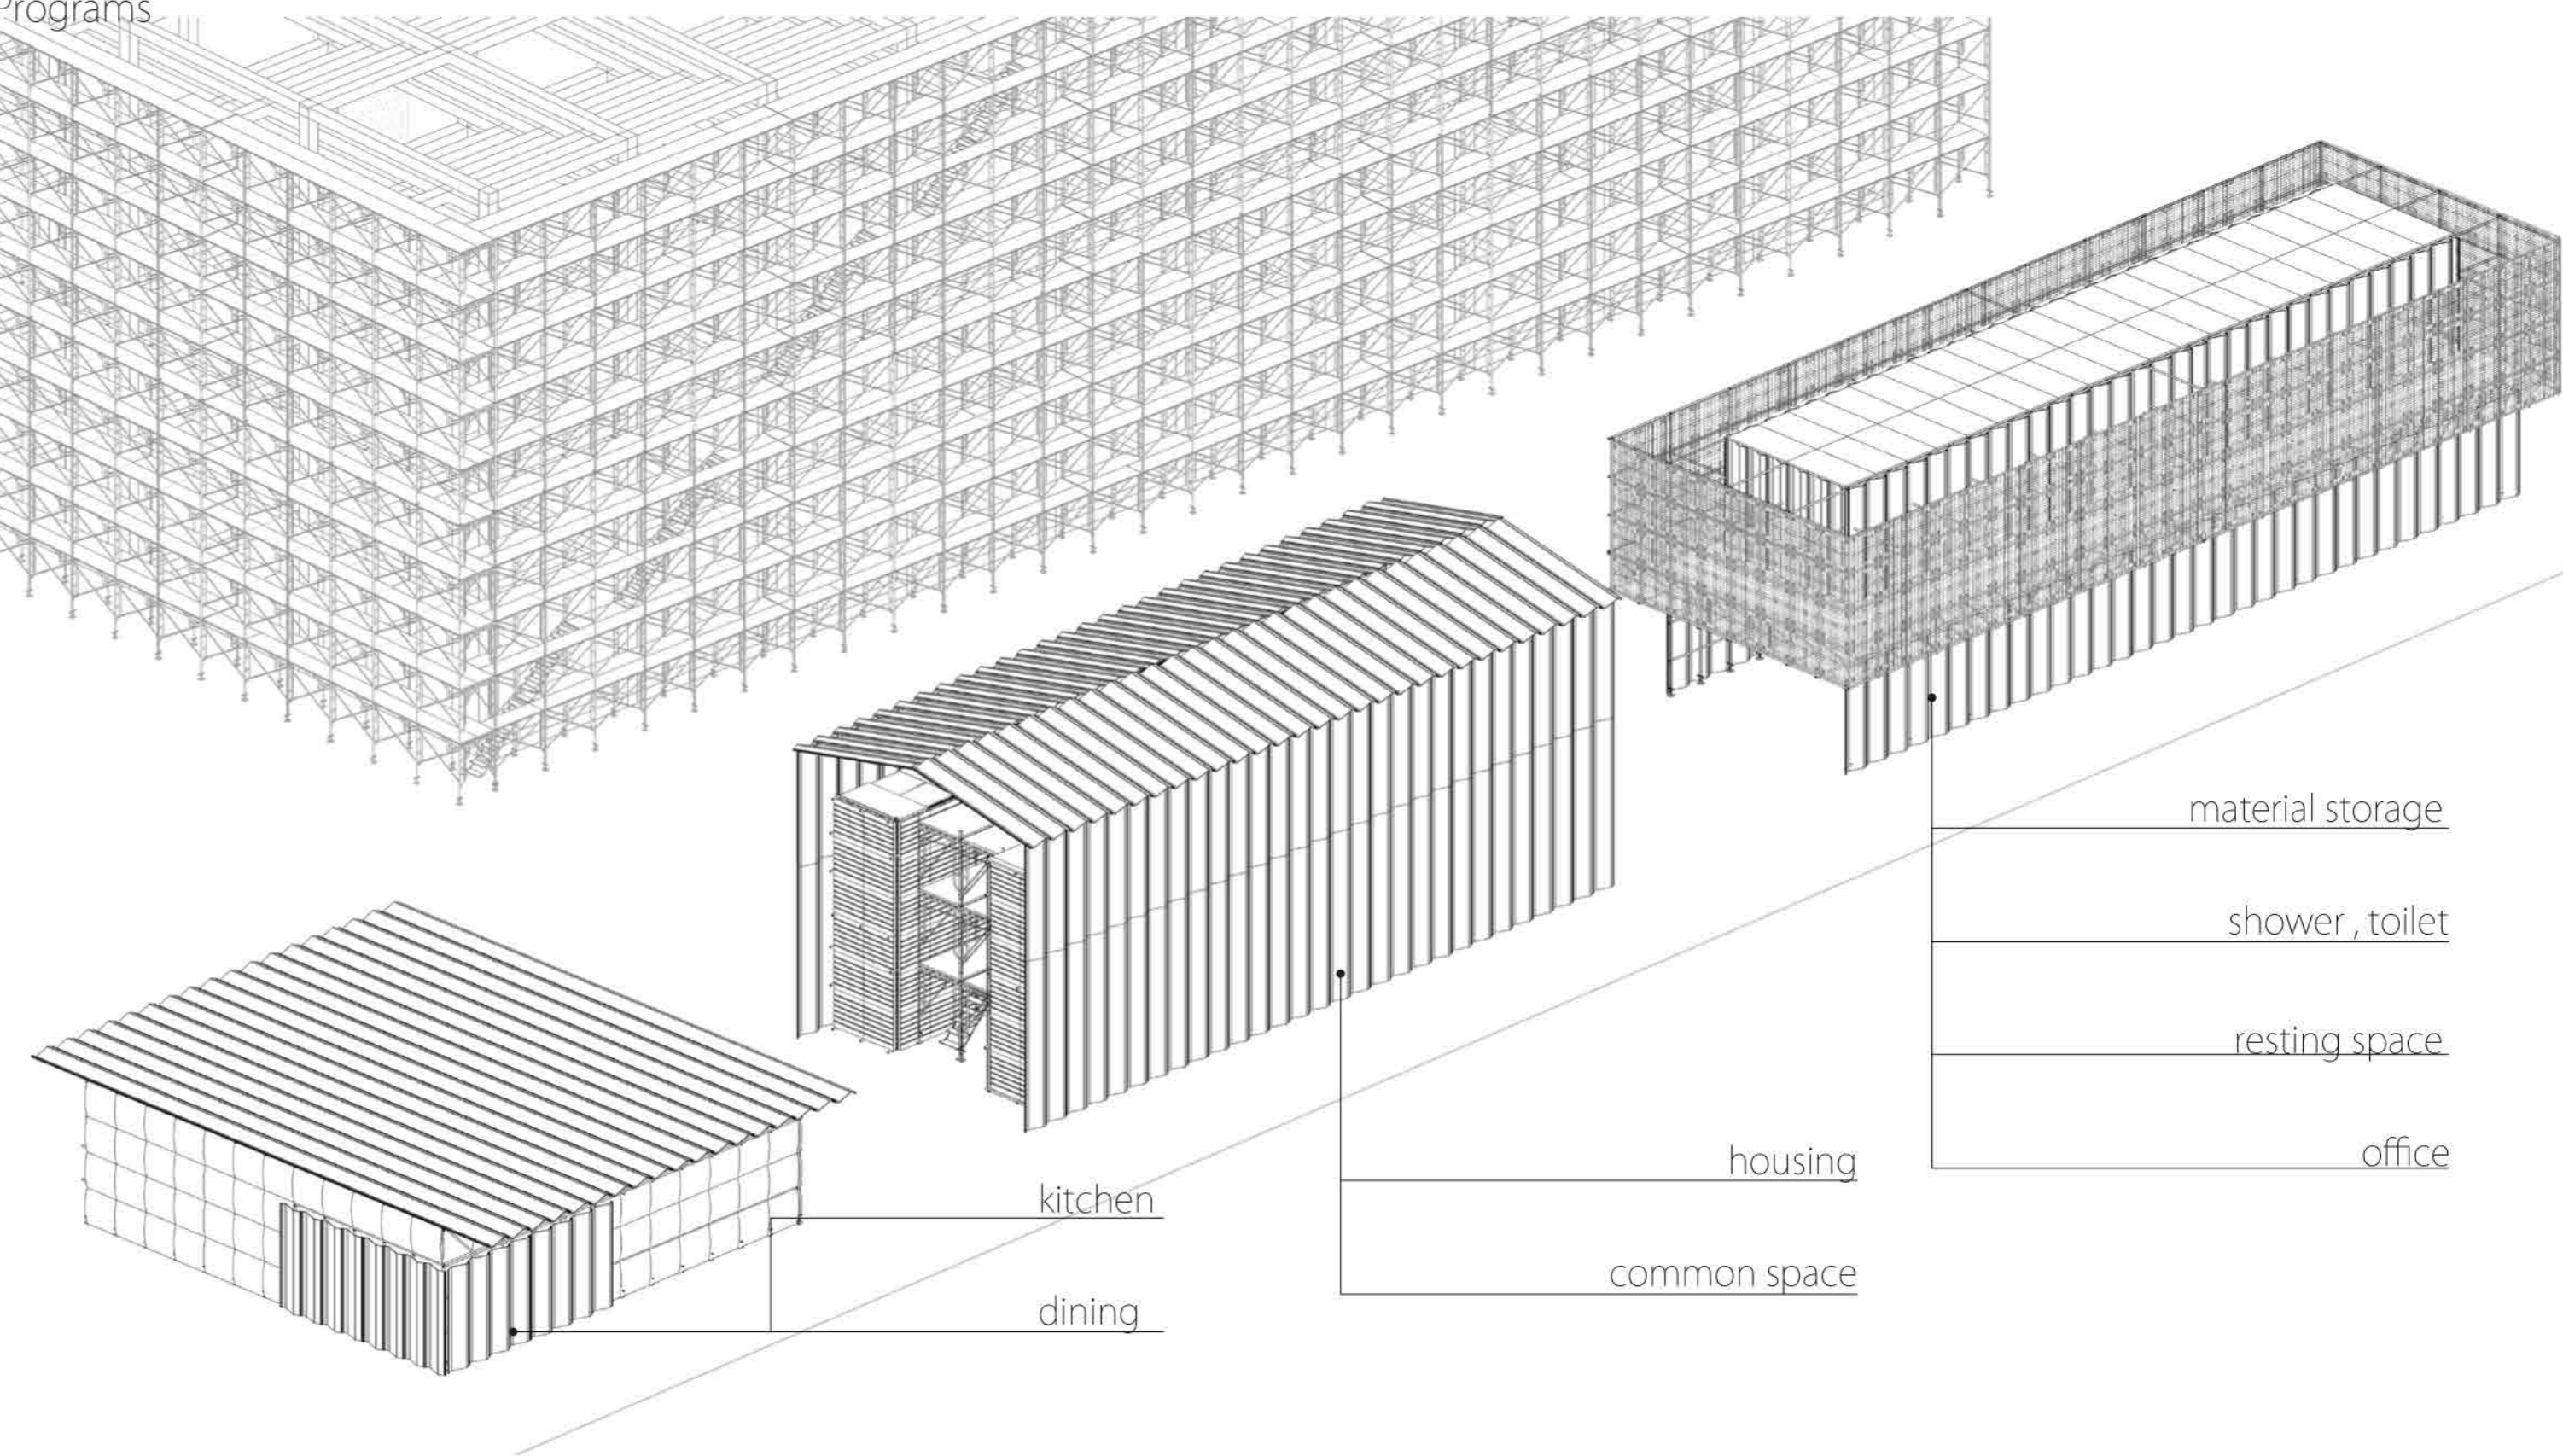 Programs
material storage
shower , toilet
resting space
office
housing
common space
kitchen
dining